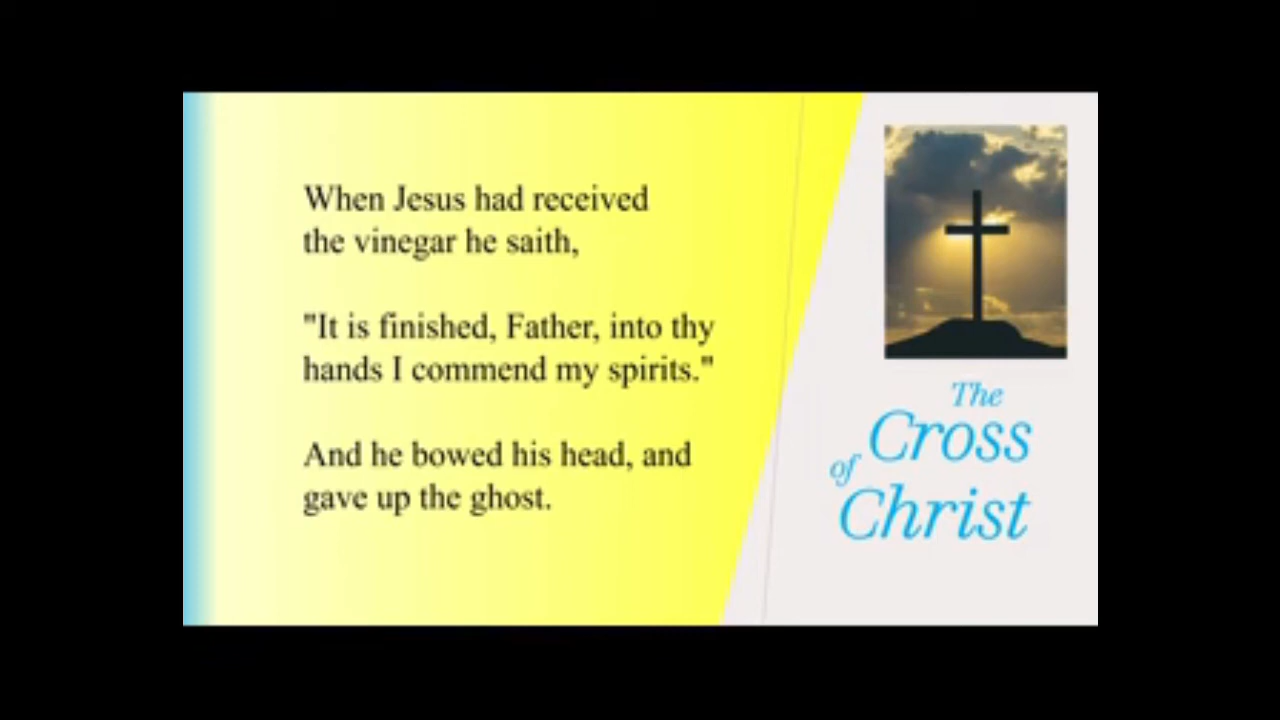 When Jesus had received
the vinegar he saith,
"It is finished, Father, into thy
hands I commend my spirits."
And he bowed his head, and
gave up the ghost.
The
Cross
of
Christ